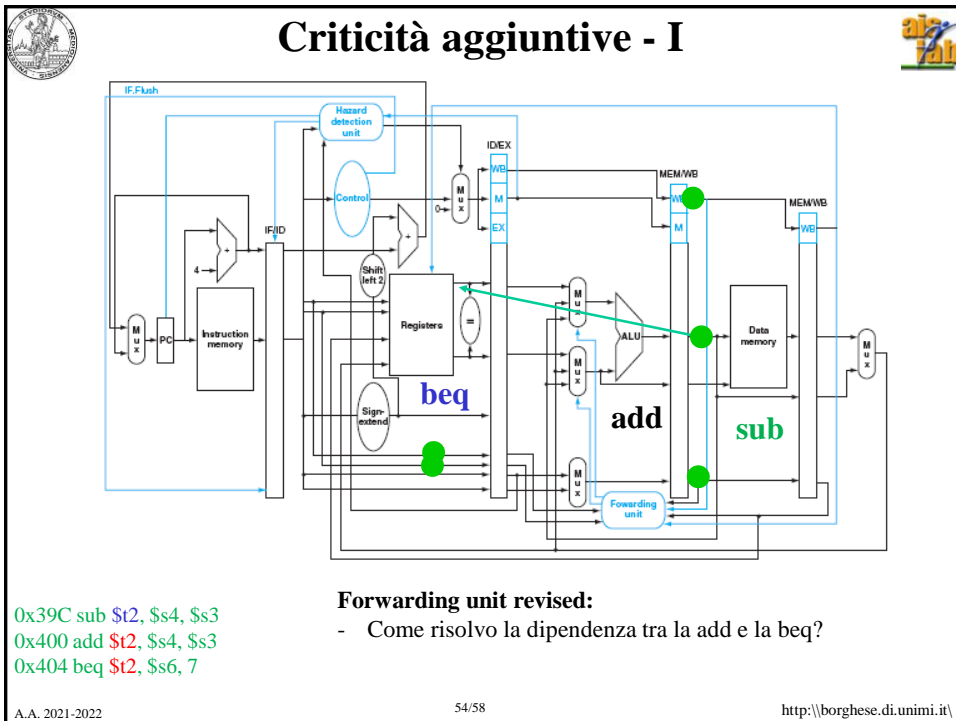 Criticità aggiuntive - I
IF.Flush
Hazard
detection
unit
ID/EX
WB
MEM/WB
Control
M
u
x
0
M
WB
MEM/WB
EX
M
WB
IF/ID
+
+
4
Shift
left 2
M
u
x
PC
Instruction
memory
Registers
=
M
u
x
ALU
M
u
x
Data
memory
M
u
x
beq
add
sub
Sign-
extend
M
u
x
Fowarding
unit
0x39C sub $t2, $s4, $s3
0x400 add $t2, $s4, $s3
0x404 beq $t2, $s6, 7
Forwarding unit revised:
- Come risolvo la dipendenza tra la add e la beq?
A.A. 2021-2022
54/58
http:\\borghese.di.unimi.it\